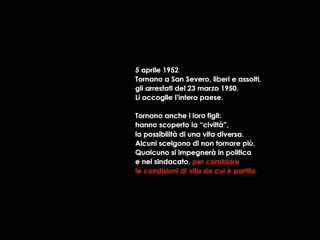 5 aprile 1952
Tornano a San Severo, liberi e assolti,
gli arrestati del 23 marzo 1950.
Li accoglie l'intero paese.
Tornano anche i loro figli:
hanno scoperto la "civiltà",
la possibilità di una vita diversa.
Alcuni scelgono di non tornare più.
Qualcuno si impegnerà in politica
e nel sindacato, per cambiare
le condizioni di vita da cui è partito.